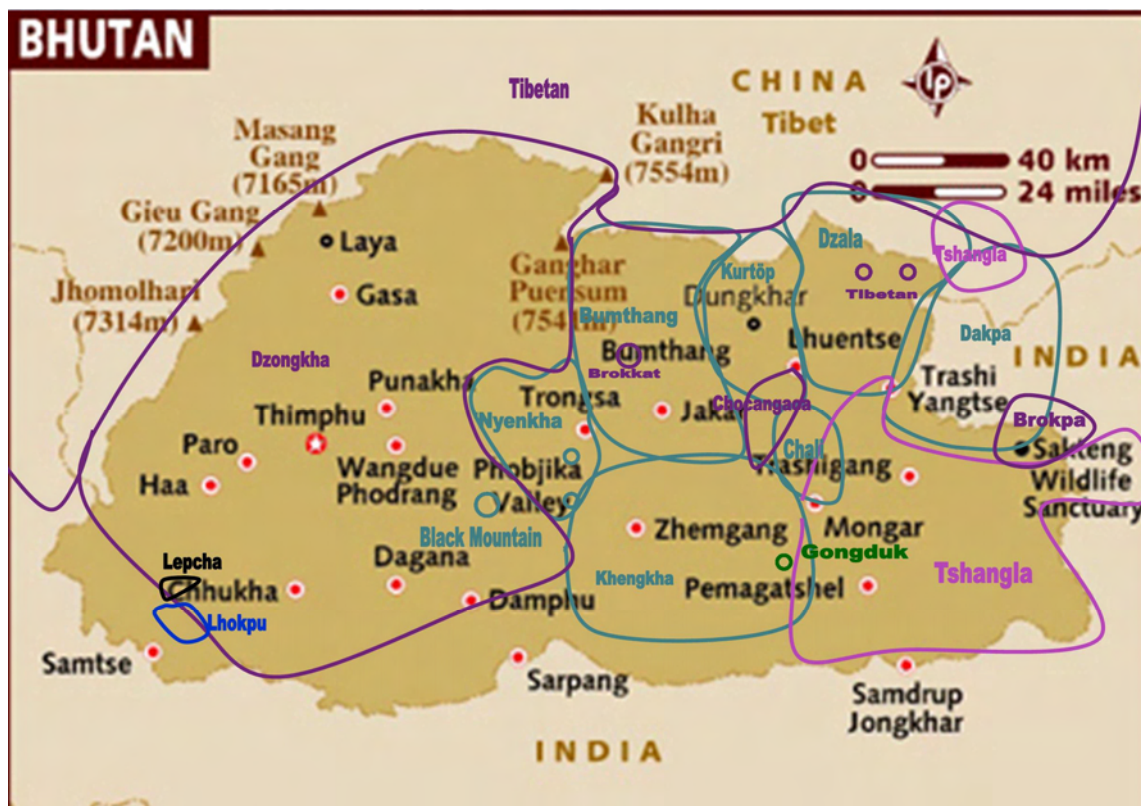 BHUTAN
Tibetan
CHINA
Tibet
lp
Kulha
Gangri
(7554m)
Masang
Gang
(7165m)
0 40 km
0 24 miles
Gieu Gang
(7200m)
Laya
Dzala
Tshangla
Jhomolhari
(7314m)
Gasa
Ganghar
Puensum
(7541m)
Kurtöp
Dungkhar
Tibetan
Bumthang
Dakpa
INDIA
Dzongkha
Bumthang
Brokkat
Lhuentse
Punakha
Trongsa
Trashi
Yangtse
Thimphu
Nyenkha
Jakar
Chocangaca
Brokpa
Paro
Wangdue
Phodrang
Phobjika
Valley
Chali
Trashigang
Sakteng
Wildlife
Sanctuary
Haa
Zhemgang
Mongar
Black Mountain
Gongduk
Lepcha
Dagana
Khengkha
Pemagatshel
Tshangla
Chhukha
Damphu
Lhokpu
Samtse
Sarpang
Samdrup
Jongkhar
INDIA